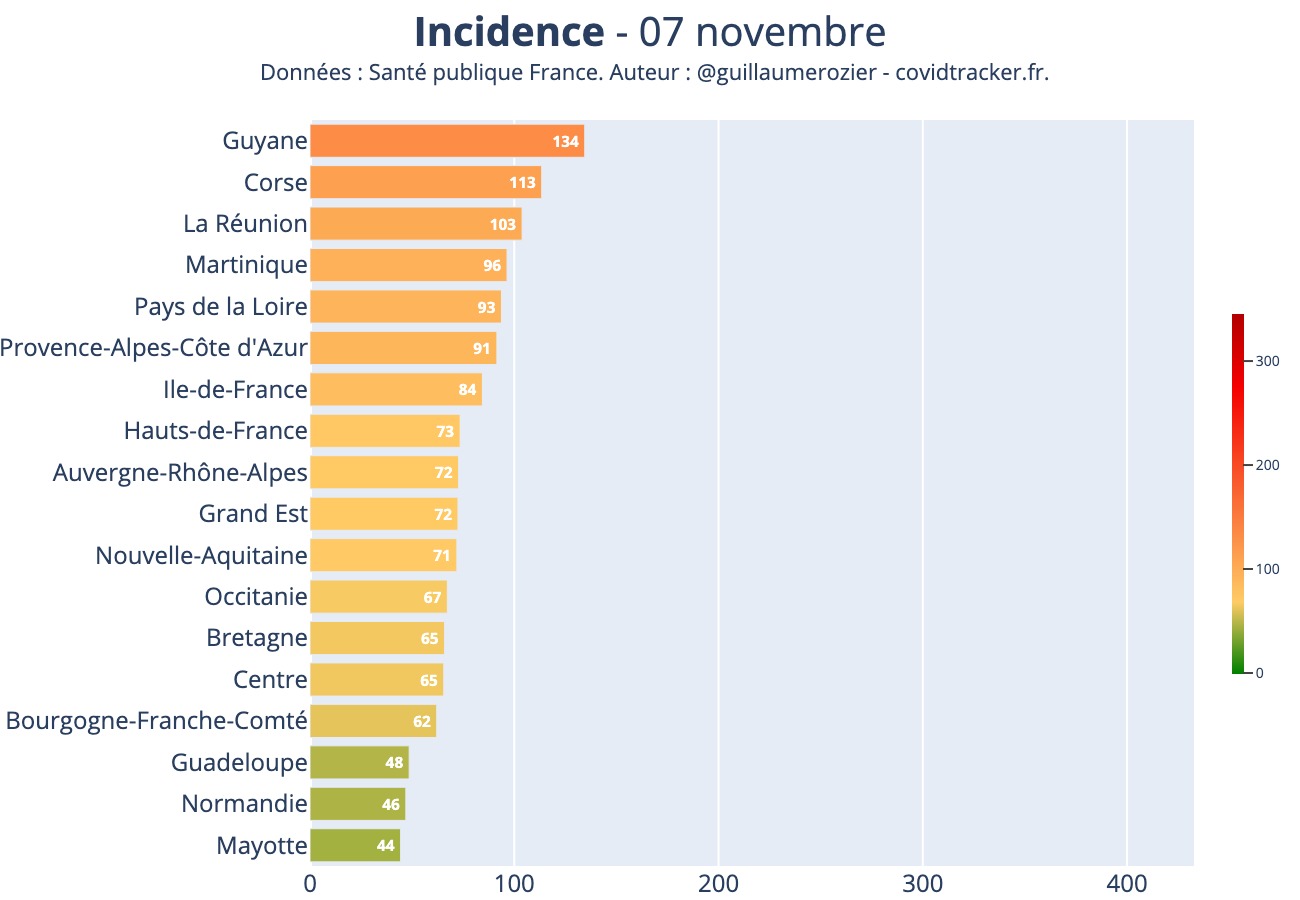 Incidence - 07 novembre
Données : Santé publique France. Auteur : @guillaumerozier - covidtracker.fr.
Guyane 134
Corse 113
La Réunion 103
Martinique 96
Pays de la Loire 93
Provence-Alpes-Côte d'Azur 91
Ile-de-France 84
Hauts-de-France 73
Auvergne-Rhône-Alpes 72
Grand Est 72
Nouvelle-Aquitaine 71
Occitanie 67
Bretagne 65
Centre 65
Bourgogne-Franche-Comté 62
Guadeloupe 48
Normandie 46
Mayotte 44
0 100 200 300 400
300
200
100
0